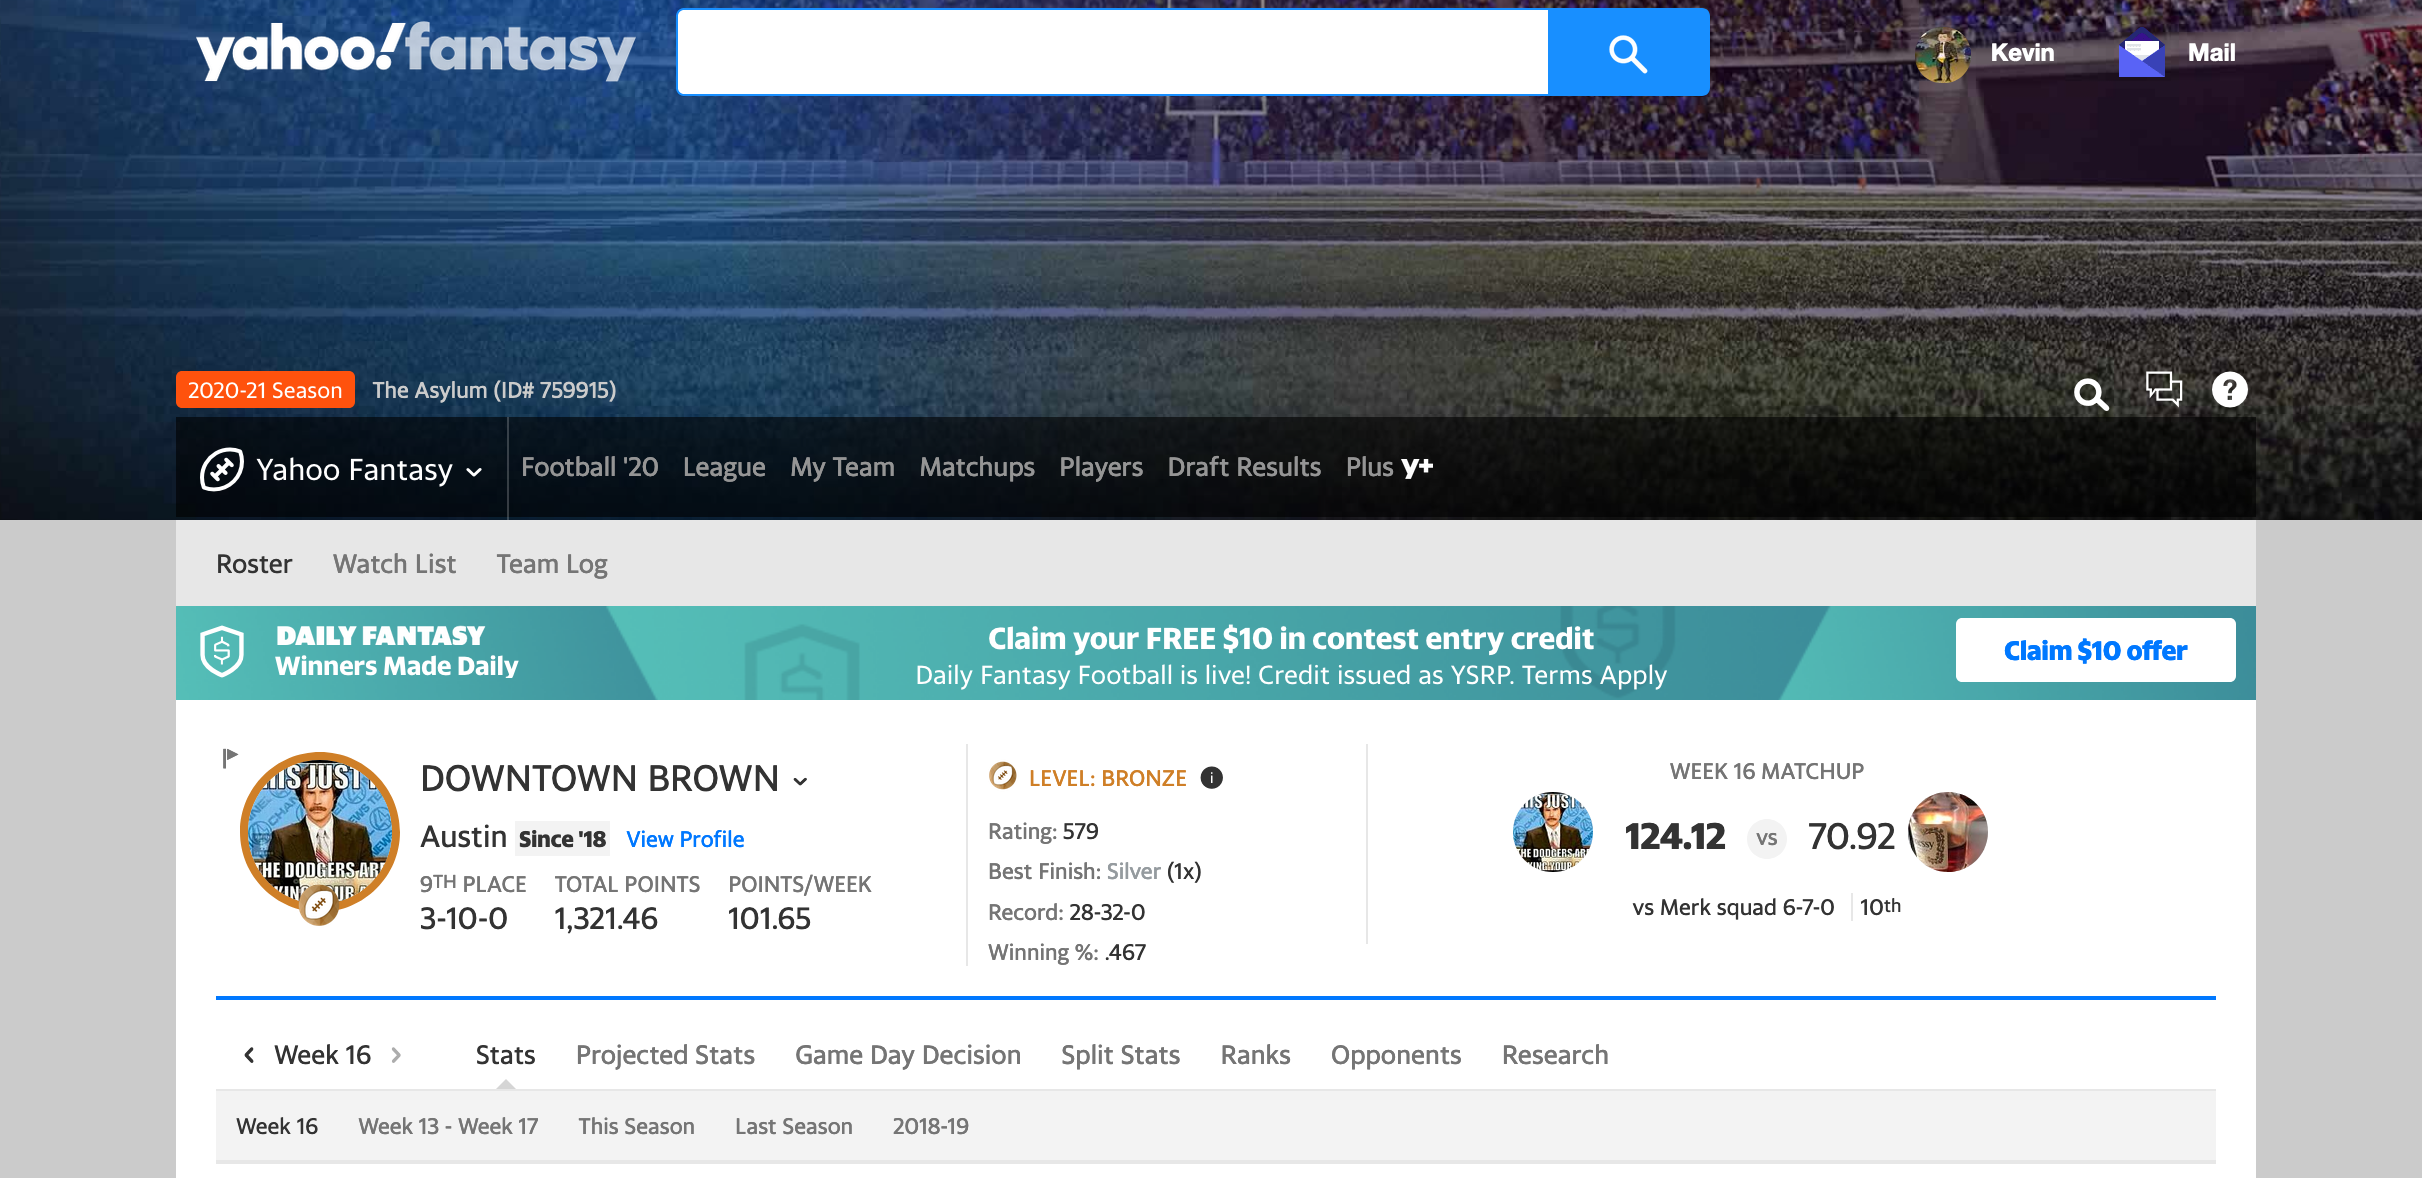 yahoo!fantasy
Kevin
Mail
2020-21 Season The Asylum (ID# 759915)
Yahoo Fantasy Football '20 League My Team Matchups Players Draft Results Plus y+
Roster Watch List Team Log
DAILY FANTASY
Winners Made Daily
Claim your FREE $10 in contest entry credit
Daily Fantasy Football is live! Credit issued as YSRP. Terms Apply
Claim $10 offer
DOWNTOWN BROWN
Austin Since '18 View Profile
9TH PLACE TOTAL POINTS POINTS/WEEK
3-10-0 1,321.46 101.65
THE DODGERS ARE
LEVEL: BRONZE
Rating: 579
Best Finish: Silver (1x)
Record: 28-32-0
Winning %: .467
WEEK 16 MATCHUP
124.12 VS 70.92
vs Merk squad 6-7-0 10th
Week 16 Stats Projected Stats Game Day Decision Split Stats Ranks Opponents Research
Week 16 Week 13 - Week 17 This Season Last Season 2018-19